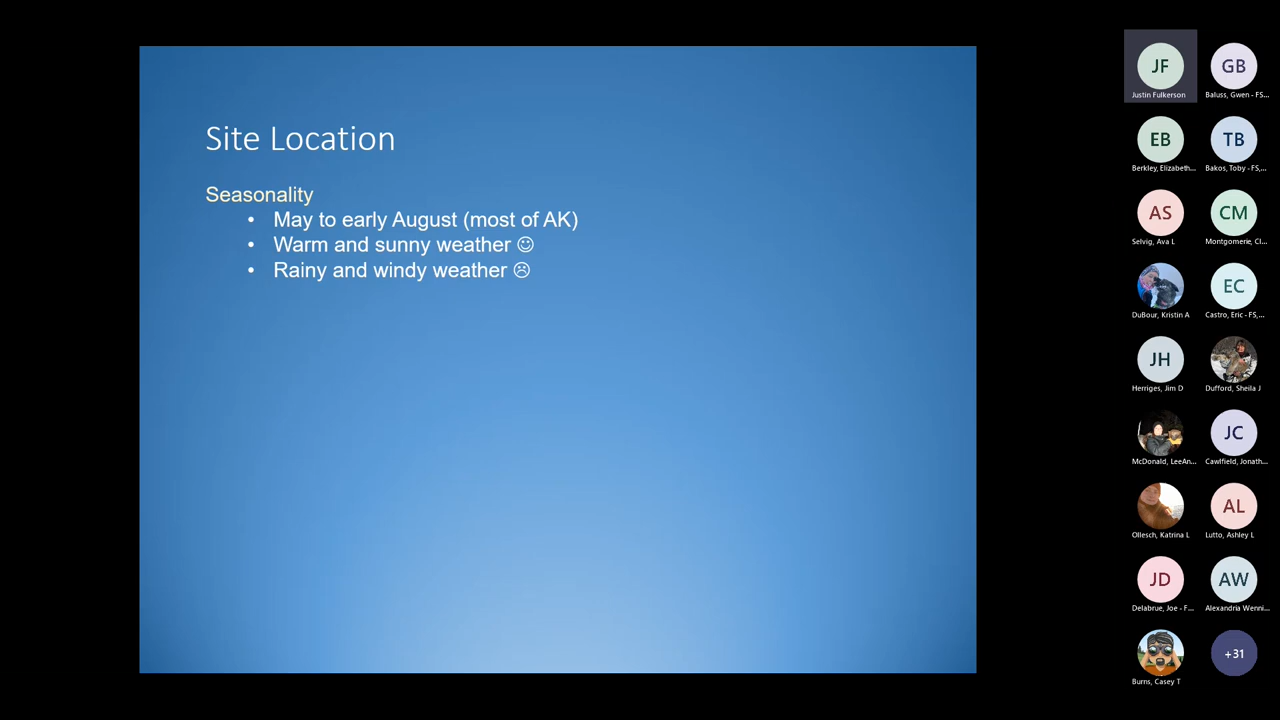 Site Location
Seasonality
• May to early August (most of AK)
• Warm and sunny weather ☺
• Rainy and windy weather ☹
JF
Justin Fulkerson
GB
Baluss, Gwen - FS...
EB
Berkley, Elizabeth...
TB
Bakos, Toby - FS,...
AS
Selvig, Ava L
CM
Montgomerie, Cl...
DuBour, Kristin A
EC
Castro, Eric - FS,...
JH
Herriges, Jim D
Dufford, Sheila J
McDonald, LeeAn...
JC
Cawlfield, Jonath...
Ollesch, Katrina L
AL
Lutto, Ashley L
JD
Delabrue, Joe - F...
AW
Alexandria Wenni...
Burns, Casey T
+31